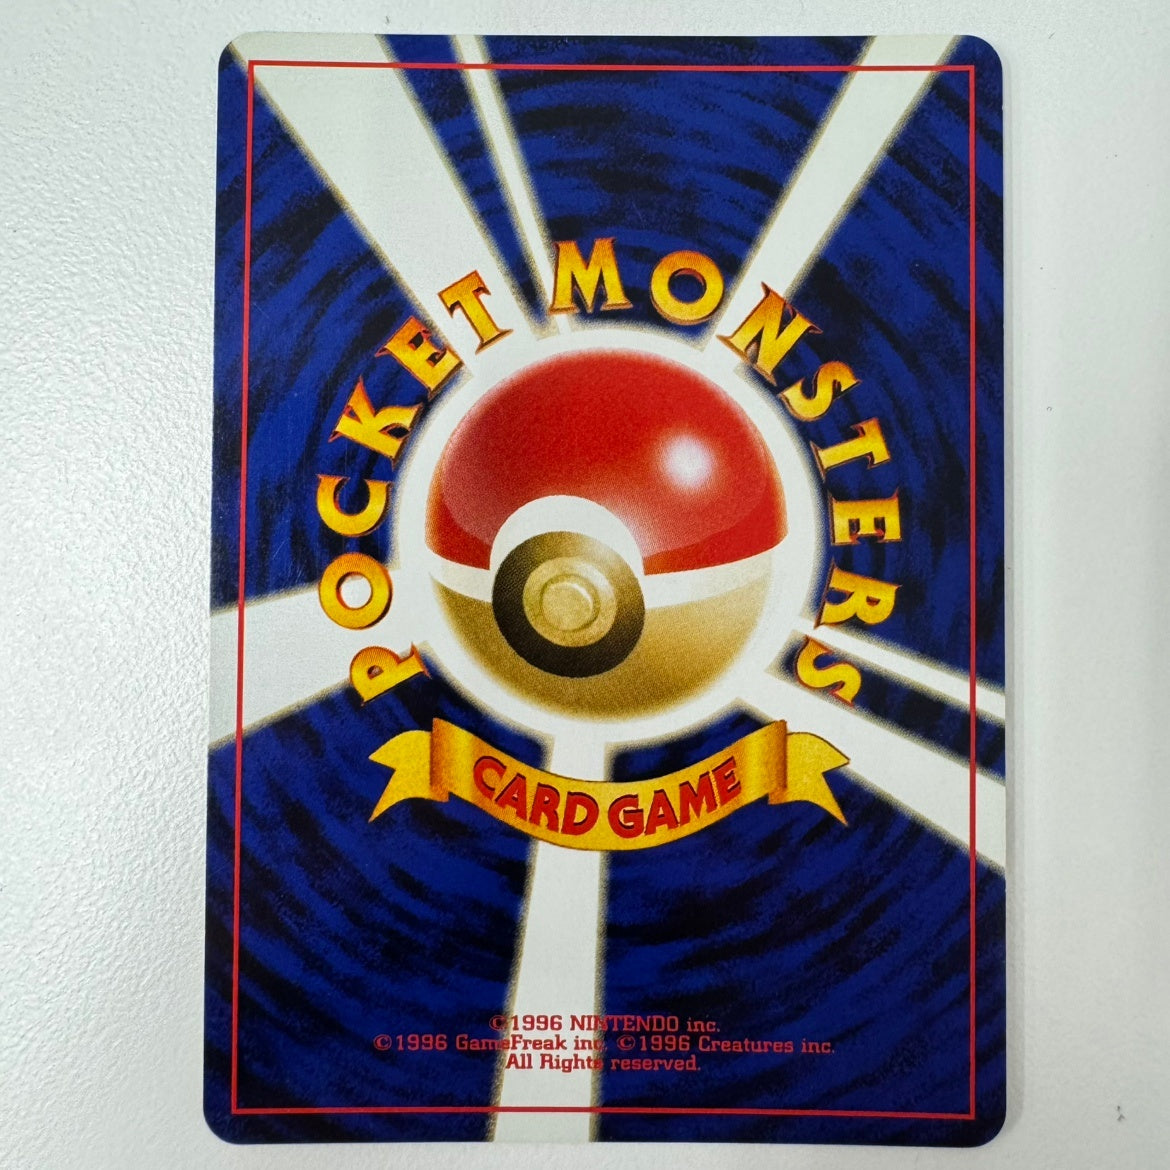 POCKET MONSTERS
CARD GAME
©1996 NINTENDO inc.
©1996 GameFreak inc. ©1996 Creatures inc.
All Rights reserved.